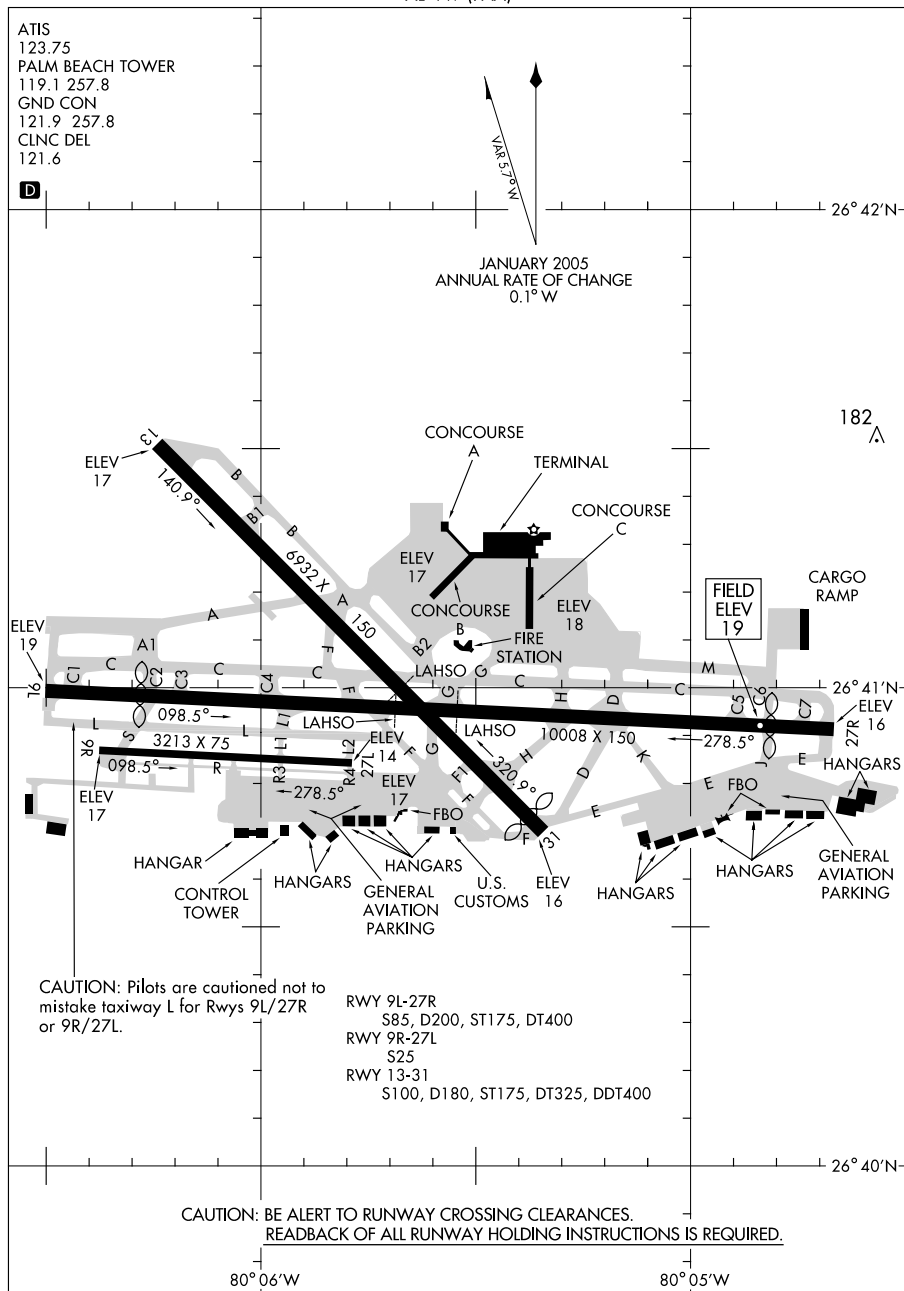 ATIS
123.75
PALM BEACH TOWER
119.1 257.8
GND CON
121.9 257.8
CLNC DEL
121.6
D
VAR 5.7° W
26° 42'N
JANUARY 2005
ANNUAL RATE OF CHANGE
0.1° W
182
CONCOURSE
A
TERMINAL
CONCOURSE
C
13
ELEV
17
140.9°
B
B1
B
6932 X 150
ELEV
17
CONCOURSE
B
ELEV
18
FIRE
STATION
FIELD
ELEV
19
CARGO
RAMP
A
A
F
B2
ELEV
19
A1
LAHSO
M
C1
C
C2
C3
C
C4
C
F
G
G
C
H
D
C
C5
C6
C7
26° 41'N
9L
098.5°
LAHSO
LAHSO
10008 X 150
278.5°
27R
ELEV
16
L
S
L
L1
L1
L2
9R
3213 X 75
098.5°
R
R3
278.5°
R4
27L
ELEV
14
F
G
F1
F
F
320.9°
H
D
K
E
E
E
J
E
31
ELEV
17
ELEV
17
FBO
FBO
HANGARS
HANGAR
CONTROL
TOWER
HANGARS
GENERAL
AVIATION
PARKING
HANGARS
U.S.
CUSTOMS
ELEV
16
HANGARS
HANGARS
GENERAL
AVIATION
PARKING
CAUTION: Pilots are cautioned not to
mistake taxiway L for Rwys 9L/27R
or 9R/27L.
RWY 9L-27R
S85, D200, ST175, DT400
RWY 9R-27L
S25
RWY 13-31
S100, D180, ST175, DT325, DDT400
26° 40'N
CAUTION: BE ALERT TO RUNWAY CROSSING CLEARANCES.
READBACK OF ALL RUNWAY HOLDING INSTRUCTIONS IS REQUIRED.
80° 06'W
80° 05'W